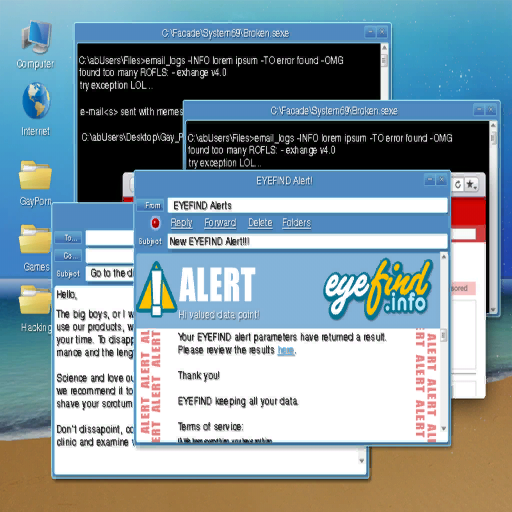 C:\Facade\System69\Broken.sexe
Computer
C:\abUsers\Files>email_logs -INFO lorem ipsum -TO error found -OMG
found too many ROFLS: - exhange v4.0
try exception LOL...
e-mail<s> sent with memes
C:\abUsers\Desktop\Gay_P
C:\Facade\System69\Broken.sexe
C:\abUsers\Files>email_logs -INFO lorem ipsum -TO error found -OMG
found too many ROFLS: - exhange v4.0
try exception LOL...
Internet
GayPorn
Games
Hacking
EYEFIND Alert!
From
EYEFIND Alerts
Reply Forward Delete Folders
Subject
New EYEFIND Alert!!!
ALERT
Hi valued data point!
eyefind
.info
Your EYEFIND alert parameters have returned a result.
Please review the results here.
Thank you!
EYEFIND keeping all your data.
Terms of service:
ALERT ALERT ALERT
ALERT ALERT ALERT
To...
Cc...
Subject
Go to the di
Hello,
The big boys, or I w
use our products, w
your time. To disapp
mance and the leng
Science and love ou
we recommend it to
shave your scrotum
Don't dissapoint, co
clinic and examine w
sored